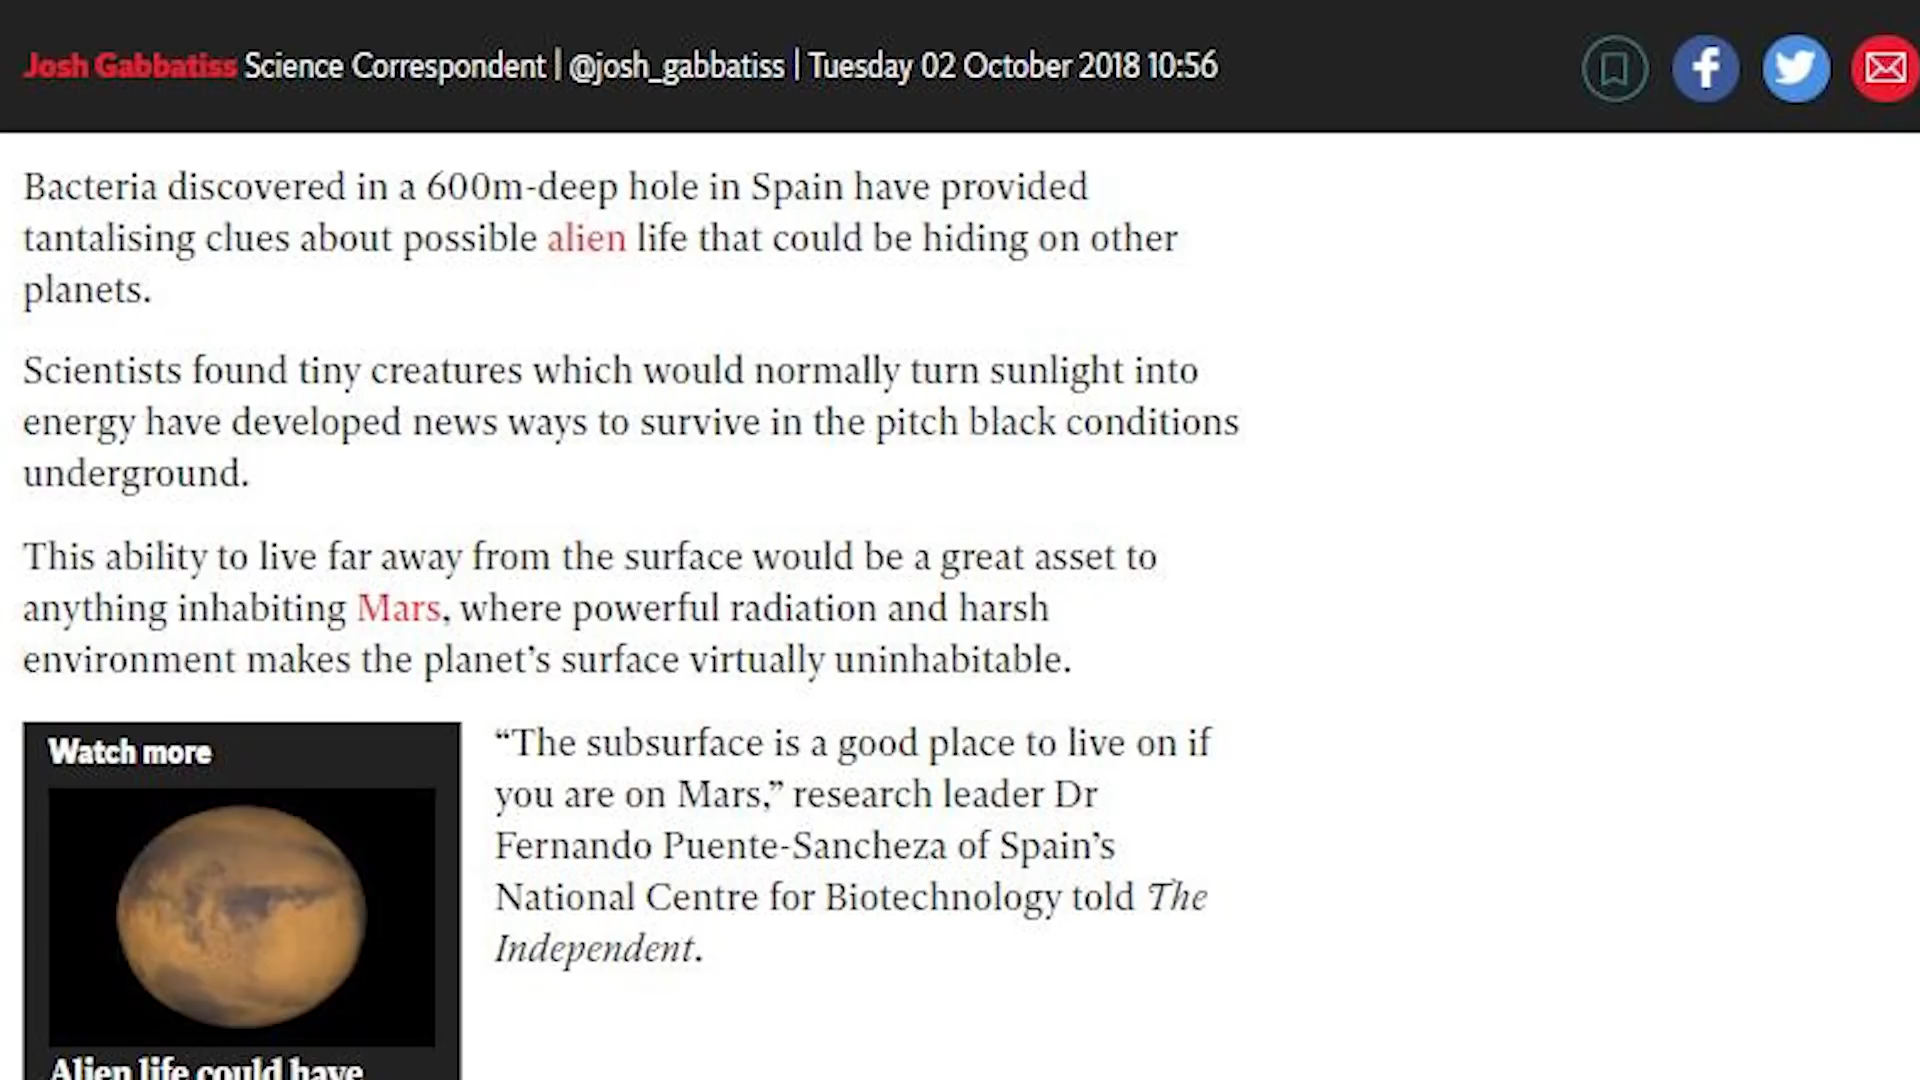 Josh Gabbatiss Science Correspondent | @josh_gabbatiss | Tuesday 02 October 2018 10:56
Bacteria discovered in a 600m-deep hole in Spain have provided
tantalising clues about possible alien life that could be hiding on other
planets.
Scientists found tiny creatures which would normally turn sunlight into
energy have developed news ways to survive in the pitch black conditions
underground.
This ability to live far away from the surface would be a great asset to
anything inhabiting Mars, where powerful radiation and harsh
environment makes the planet’s surface virtually uninhabitable.
Watch more
Alien life could have
“The subsurface is a good place to live on if
you are on Mars,” research leader Dr
Fernando Puente-Sancheza of Spain’s
National Centre for Biotechnology told The
Independent.